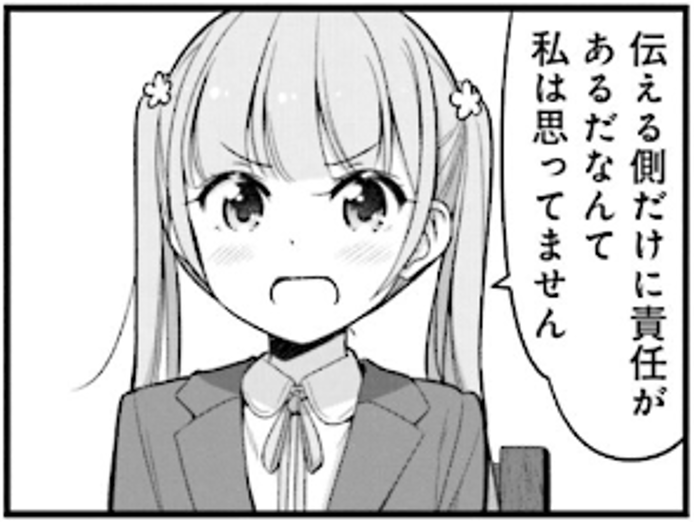 伝える側だけに責任が
あるだなんて
私は思ってません